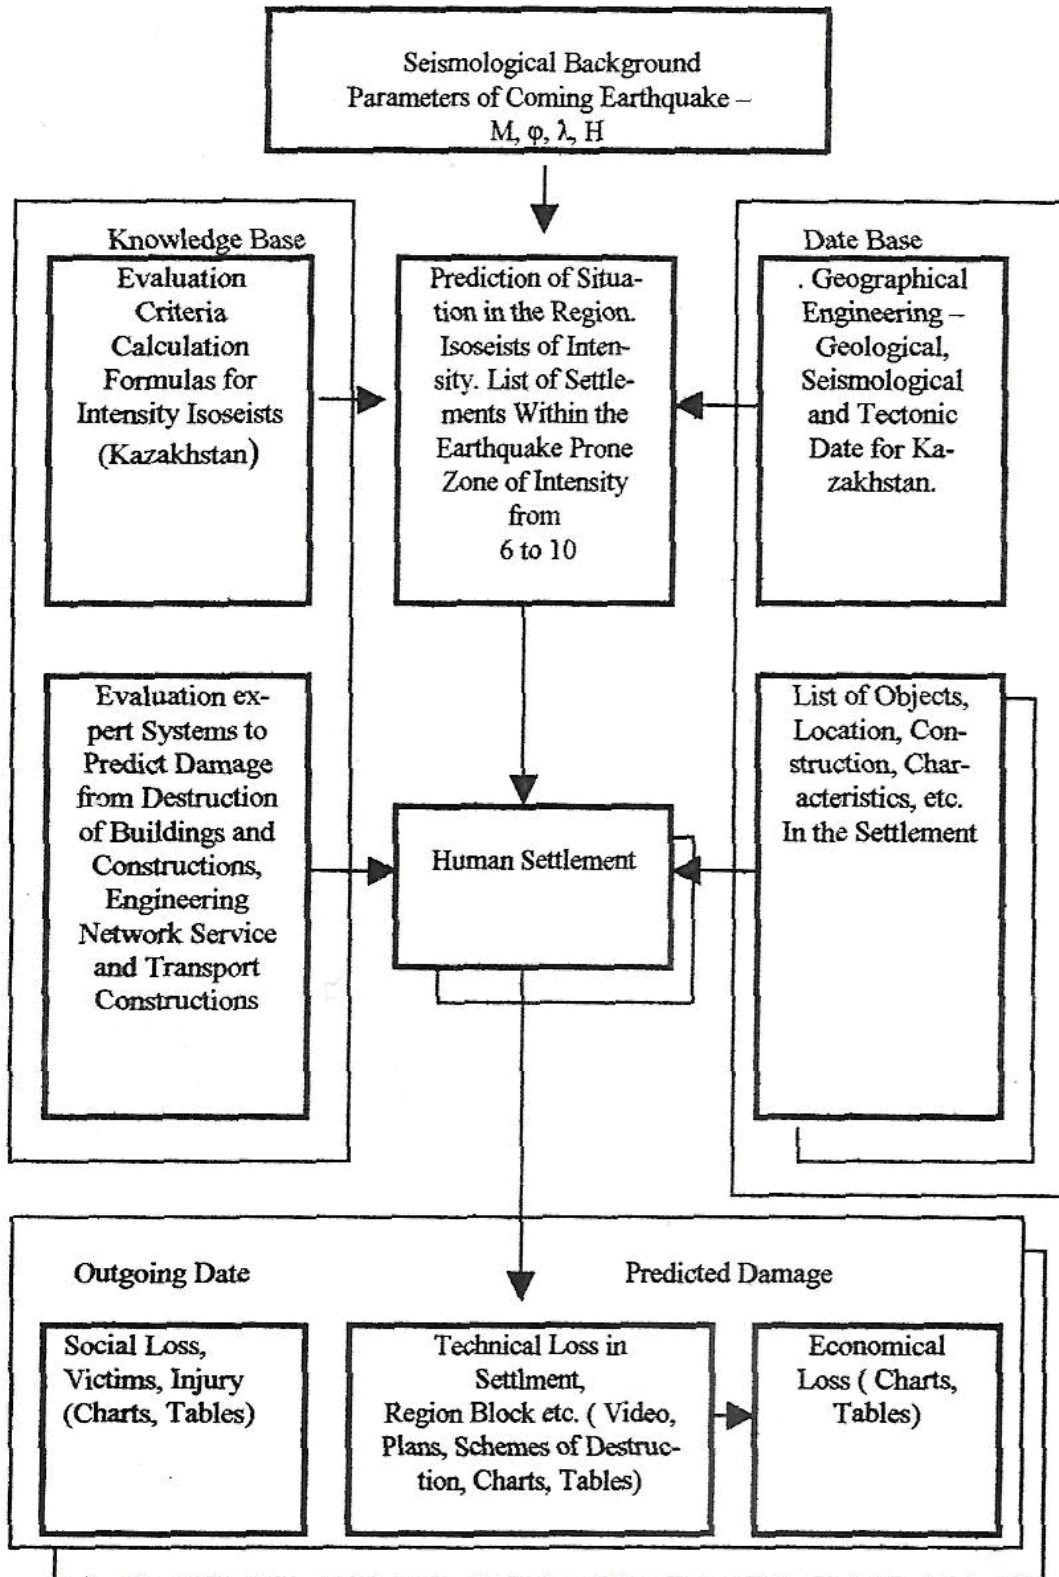 Seismological Background
Parameters of Coming Earthquake –
M, φ, λ, H
Knowledge Base
Evaluation
Criteria
Calculation
Formulas for
Intensity Isoseists
(Kazakhstan)
Prediction of Situa-
tion in the Region.
Isoseists of Inten-
sity. List of Settle-
ments Within the
Earthquake Prone
Zone of Intensity
from
6 to 10
Date Base
. Geographical
Engineering –
Geological,
Seismological
and Tectonic
Date for Ka-
zakhstan.
Evaluation ex-
pert Systems to
Predict Damage
from Destruction
of Buildings and
Constructions,
Engineering
Network Service
and Transport
Constructions
Human Settlement
List of Objects,
Location, Con-
struction, Char-
acteristics, etc.
In the Settlement
Outgoing Date
Predicted Damage
Social Loss,
Victims, Injury
(Charts, Tables)
Technical Loss in
Settlment,
Region Block etc. ( Video,
Plans, Schemes of Destruc-
tion, Charts, Tables)
Economical
Loss ( Charts,
Tables)